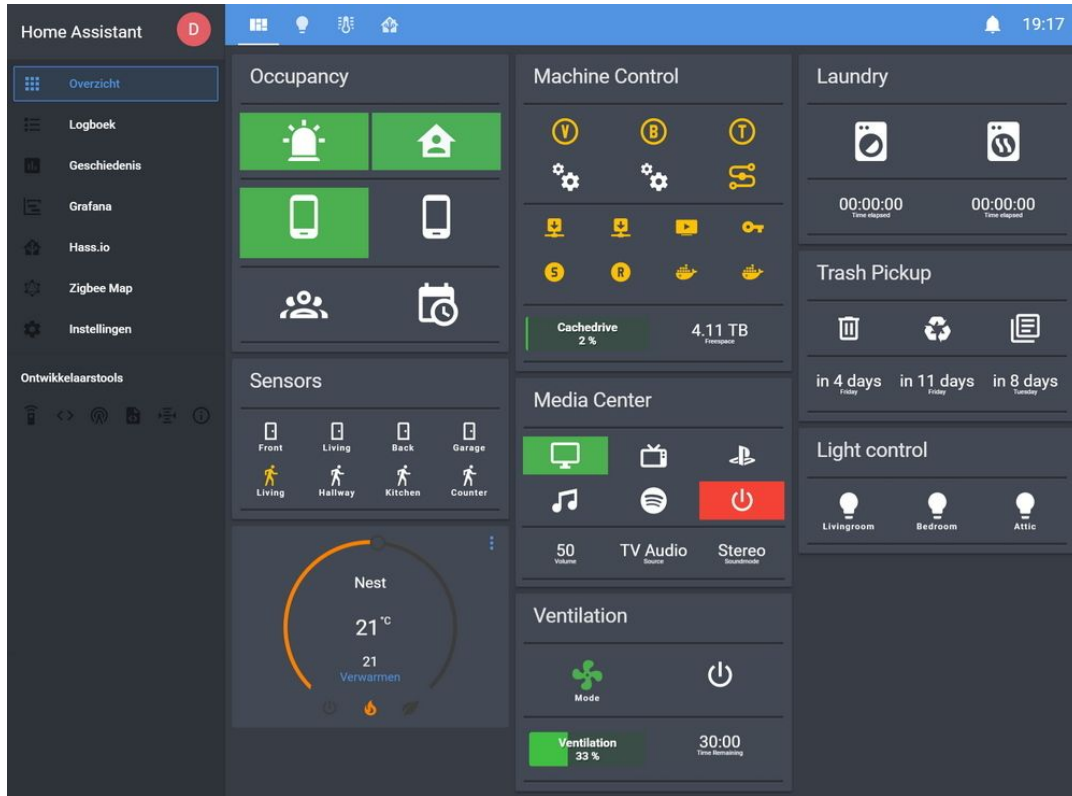 Home Assistant
D
19:17
Overzicht
Logboek
Geschiedenis
Grafana
Hass.io
Zigbee Map
Instellingen
Ontwikkelaarstools
Occupancy
Sensors
Front Living Back Garage
Living Hallway Kitchen Counter
Nest
21 °C
21
Verwarmen
Machine Control
V B T
S R
Cachedrive
2 %
4.11 TB
Freespace
Media Center
50 TV Audio Stereo
Volume Source Soundmode
Ventilation
Mode
Ventilation
33 %
30:00
Time Remaining
Laundry
00:00:00 00:00:00
Time elapsed Time elapsed
Trash Pickup
in 4 days in 11 days in 8 days
Friday Friday Tuesday
Light control
Livingroom Bedroom Attic